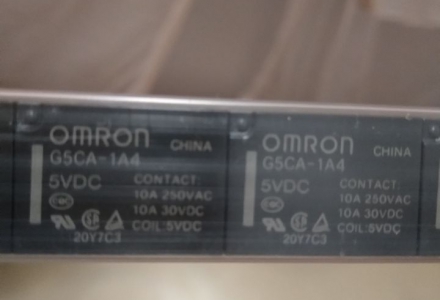 OMRON CHINA
G5CA-1A4
5VDC CONTACT:
10A 250VAC
10A 30VDC
COIL:5VDC
20Y7C3
OMRON CHINA
G5CA-1A4
5VDC CONTACT:
10A 250VAC
10A 30VDC
COIL:5VDC
20Y7C3